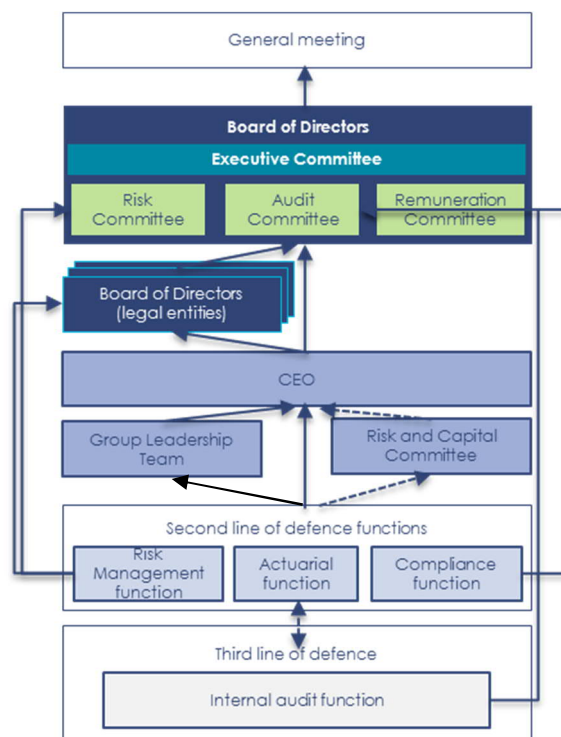 General meeting
Board of Directors
Executive Committee
Risk
Committee
Audit
Committee
Remuneration
Committee
Board of Directors
(legal entities)
CEO
Group Leadership
Team
Risk and Capital
Committee
Second line of defence functions
Risk
Management
function
Actuarial
function
Compliance
function
Third line of defence
Internal audit function